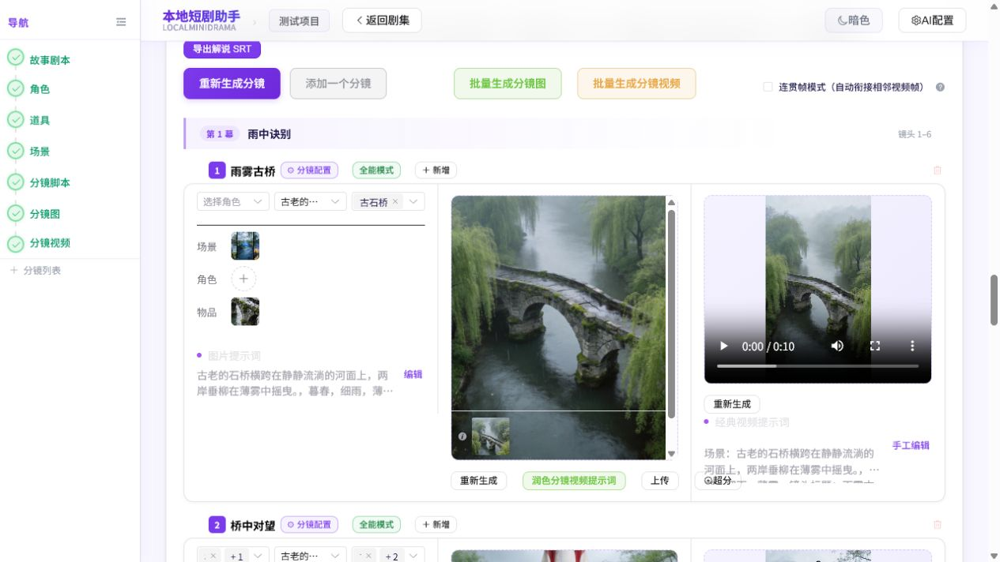 导航
本地短剧助手
LOCALMINIDRAMA
测试项目
返回剧集
暗色
AI配置
故事剧本
角色
道具
场景
分镜脚本
分镜图
分镜视频
+ 分镜列表
导出解说 SRT
重新生成分镜
添加一个分镜
批量生成分镜图
批量生成分镜视频
连贯帧模式（自动衔接相邻视频帧）
第 1 幕 雨中诀别
镜头 1–6
1 雨雾古桥 分镜配置 全能模式 + 新增
选择角色 古老的… 古石桥 ×
场景
角色
物品
图片提示词
古老的石桥横跨在静静流淌的河面上，两
岸垂柳在薄雾中摇曳。，暮春，细雨，薄…
编辑
重新生成 润色分镜视频提示词 上传 超分
0:00 / 0:10
重新生成
经典视频提示词
手工编辑
场景：古老的石桥横跨在静静流淌的
河面上，两岸垂柳在薄雾中摇曳。，…
2 桥中对望 分镜配置 全能模式 + 新增
× + 1 古老的… × + 2